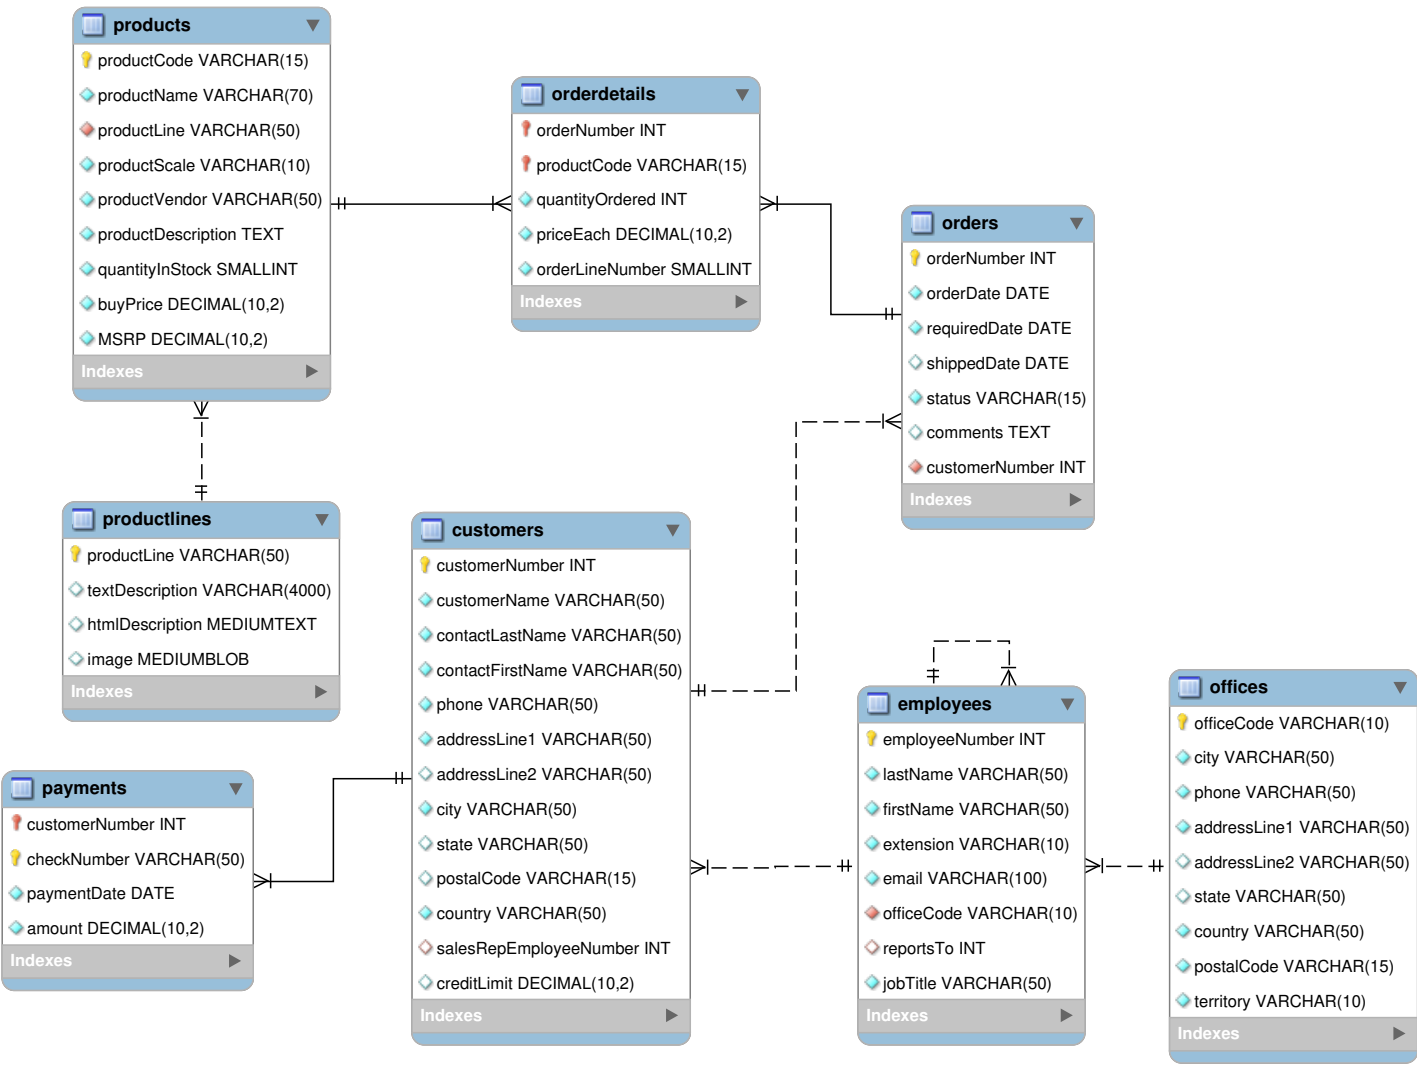 products
productCode VARCHAR(15)
productName VARCHAR(70)
productLine VARCHAR(50)
productScale VARCHAR(10)
productVendor VARCHAR(50)
productDescription TEXT
quantityInStock SMALLINT
buyPrice DECIMAL(10,2)
MSRP DECIMAL(10,2)
Indexes
orderdetails
orderNumber INT
productCode VARCHAR(15)
quantityOrdered INT
priceEach DECIMAL(10,2)
orderLineNumber SMALLINT
Indexes
orders
orderNumber INT
orderDate DATE
requiredDate DATE
shippedDate DATE
status VARCHAR(15)
comments TEXT
customerNumber INT
Indexes
productlines
productLine VARCHAR(50)
textDescription VARCHAR(4000)
htmlDescription MEDIUMTEXT
image MEDIUMBLOB
Indexes
customers
customerNumber INT
customerName VARCHAR(50)
contactLastName VARCHAR(50)
contactFirstName VARCHAR(50)
phone VARCHAR(50)
addressLine1 VARCHAR(50)
addressLine2 VARCHAR(50)
city VARCHAR(50)
state VARCHAR(50)
postalCode VARCHAR(15)
country VARCHAR(50)
salesRepEmployeeNumber INT
creditLimit DECIMAL(10,2)
Indexes
payments
customerNumber INT
checkNumber VARCHAR(50)
paymentDate DATE
amount DECIMAL(10,2)
Indexes
employees
employeeNumber INT
lastName VARCHAR(50)
firstName VARCHAR(50)
extension VARCHAR(10)
email VARCHAR(100)
officeCode VARCHAR(10)
reportsTo INT
jobTitle VARCHAR(50)
Indexes
offices
officeCode VARCHAR(10)
city VARCHAR(50)
phone VARCHAR(50)
addressLine1 VARCHAR(50)
addressLine2 VARCHAR(50)
state VARCHAR(50)
country VARCHAR(50)
postalCode VARCHAR(15)
territory VARCHAR(10)
Indexes